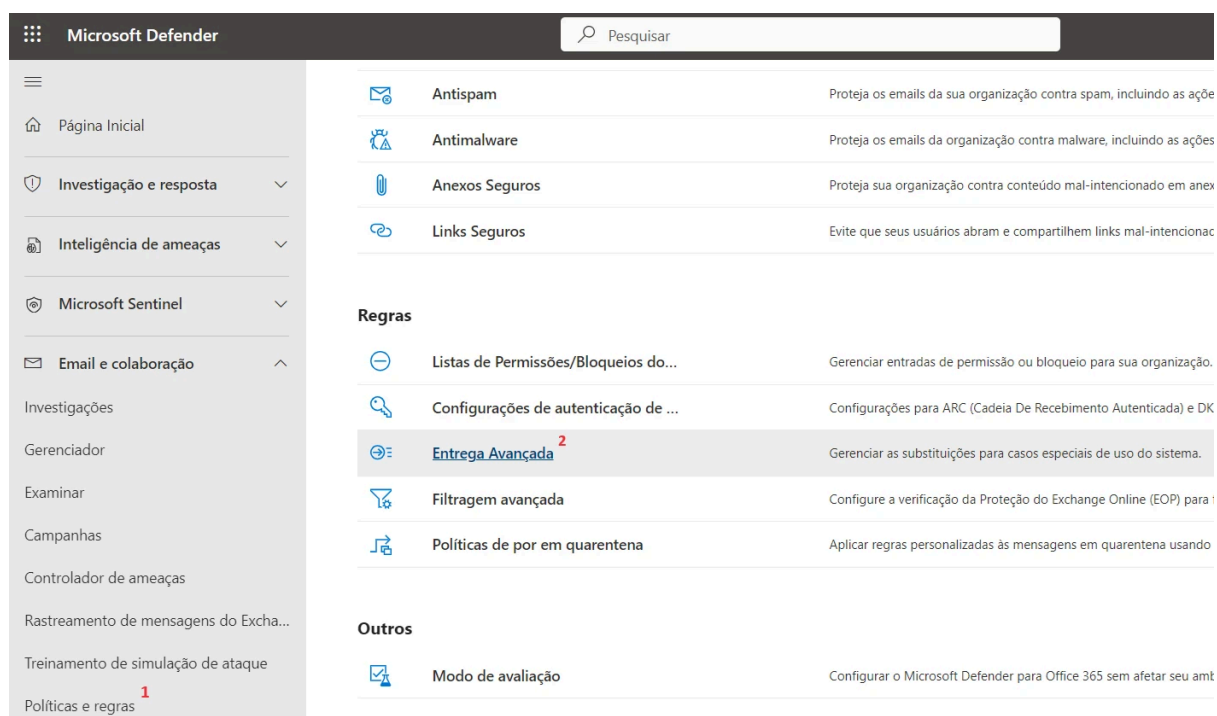 Microsoft Defender
Pesquisar
Página Inicial
Investigação e resposta
Inteligência de ameaças
Microsoft Sentinel
Email e colaboração
Investigações
Gerenciador
Examinar
Campanhas
Controlador de ameaças
Rastreamento de mensagens do Excha...
Treinamento de simulação de ataque
Políticas e regras 1
Antispam Proteja os emails da sua organização contra spam, incluindo as açõe
Antimalware Proteja os emails da organização contra malware, incluindo as ações
Anexos Seguros Proteja sua organização contra conteúdo mal-intencionado em anex
Links Seguros Evite que seus usuários abram e compartilhem links mal-intencionad
Regras
Listas de Permissões/Bloqueios do... Gerenciar entradas de permissão ou bloqueio para sua organização.
Configurações de autenticação de ... Configurações para ARC (Cadeia De Recebimento Autenticada) e DK
Entrega Avançada 2 Gerenciar as substituições para casos especiais de uso do sistema.
Filtragem avançada Configure a verificação da Proteção do Exchange Online (EOP) para
Políticas de por em quarentena Aplicar regras personalizadas às mensagens em quarentena usando
Outros
Modo de avaliação Configurar o Microsoft Defender para Office 365 sem afetar seu amb